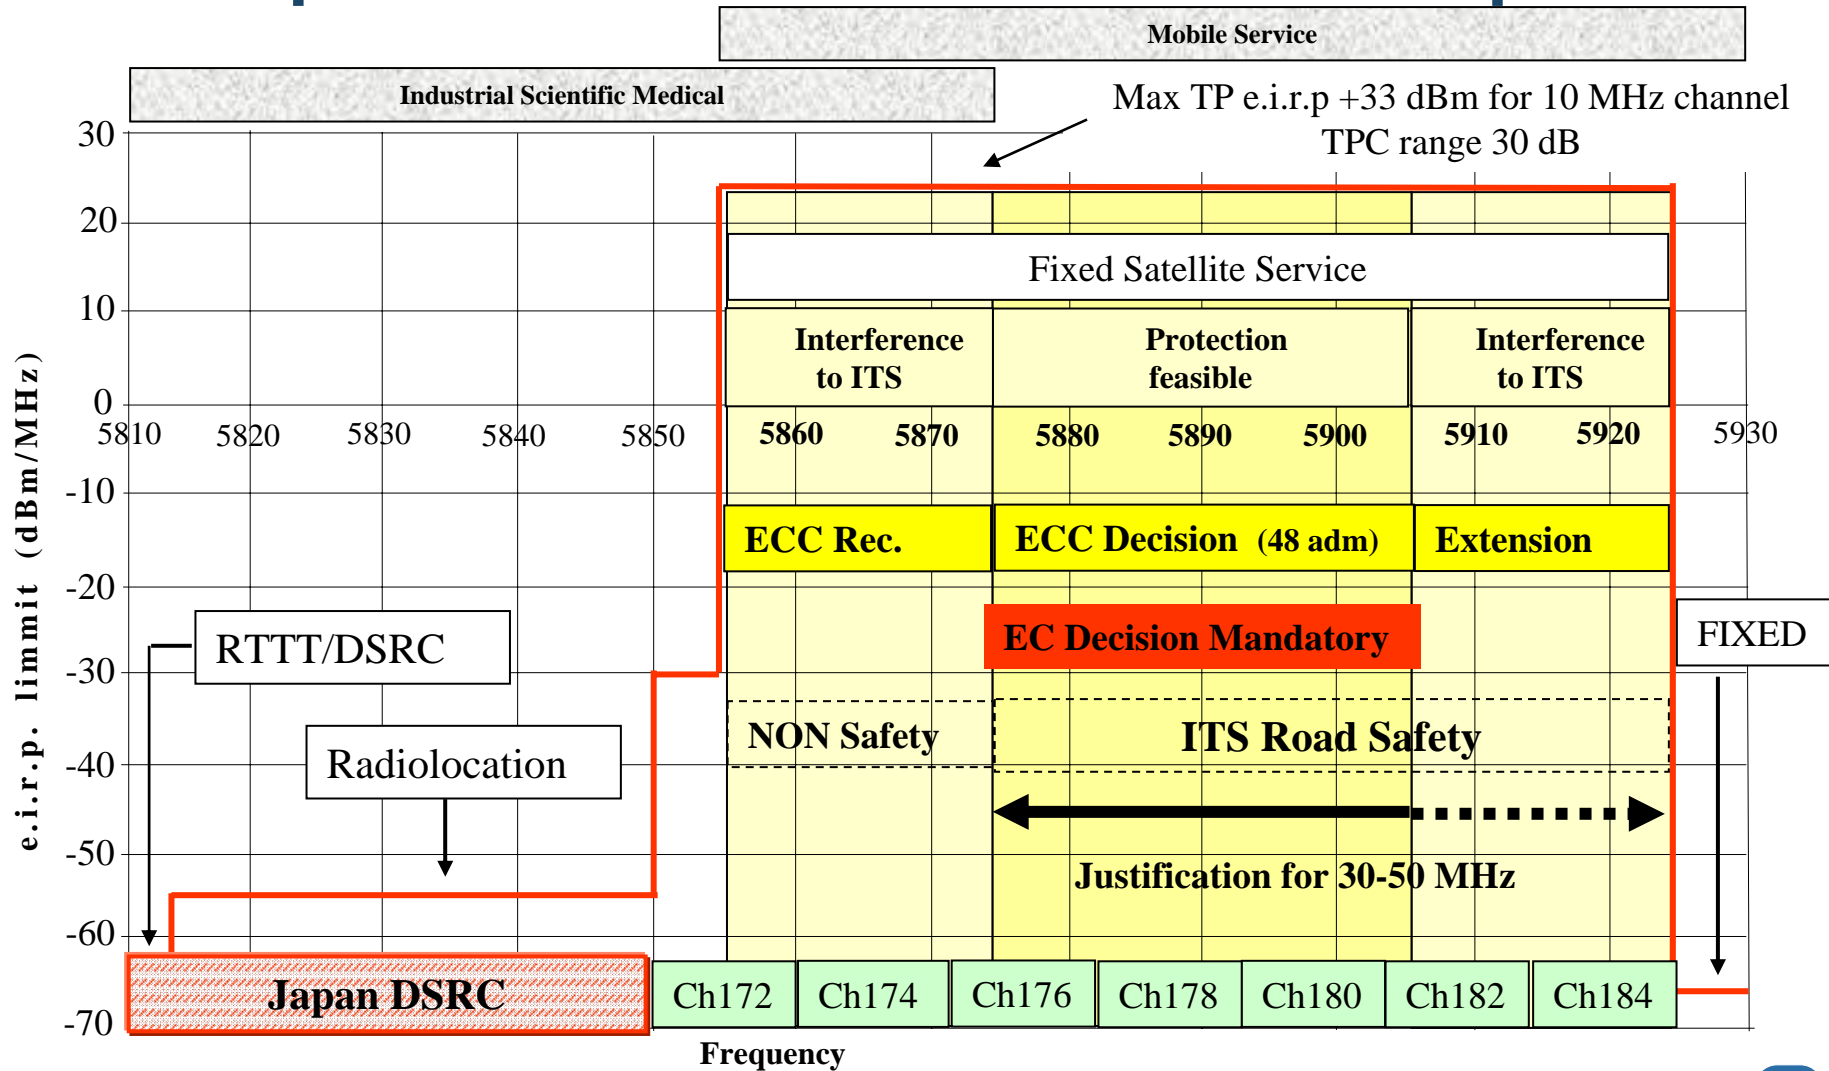 Mobile Service
Industrial Scientific Medical
Max TP e.i.r.p +33 dBm for 10 MHz channel
TPC range 30 dB
30
20
10
0
-10
-20
-30
-40
-50
-60
-70
e.i.r.p. limmit (dBm/MHz)
Fixed Satellite Service
Interference
to ITS
Protection
feasible
Interference
to ITS
5810 5820 5830 5840 5850 5860 5870 5880 5890 5900 5910 5920 5930
ECC Rec.
ECC Decision (48 adm)
Extension
EC Decision Mandatory
RTTT/DSRC
FIXED
NON Safety
ITS Road Safety
Radiolocation
Justification for 30-50 MHz
Japan DSRC
Ch172
Ch174
Ch176
Ch178
Ch180
Ch182
Ch184
Frequency